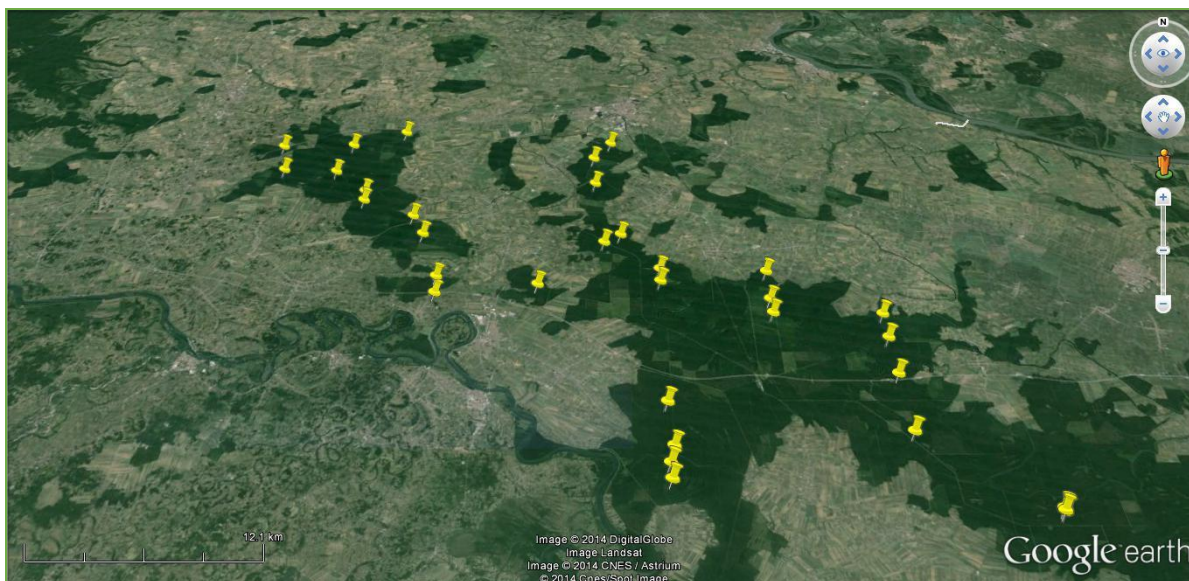 N
12.1 km
Image © 2014 DigitalGlobe
Image Landsat
Image © 2014 CNES / Astrium
© 2014 Cnes/Spot Image
Google earth